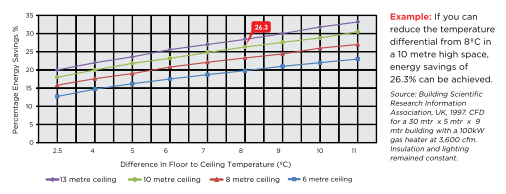 35
30
25
20
15
10
5
0
Percentage Energy Savings %
26.3
2.5 4 5 6 7 8 9 10 11
Difference In Floor to Ceiling Temperature (ºC)
13 metre ceiling 10 metre ceiling 8 metre ceiling 6 metre ceiling
Example: If you can
reduce the temperature
differential from 8ºC in
a 10 metre high space,
energy savings of
26.3% can be achieved.
Source: Building Scientific
Research Information
Association, UK, 1997. CFD
for a 30 mtr x 5 mtr x 9
mtr building with a 100kW
gas heater at 3,600 cfm.
Insulation and lighting
remained constant.